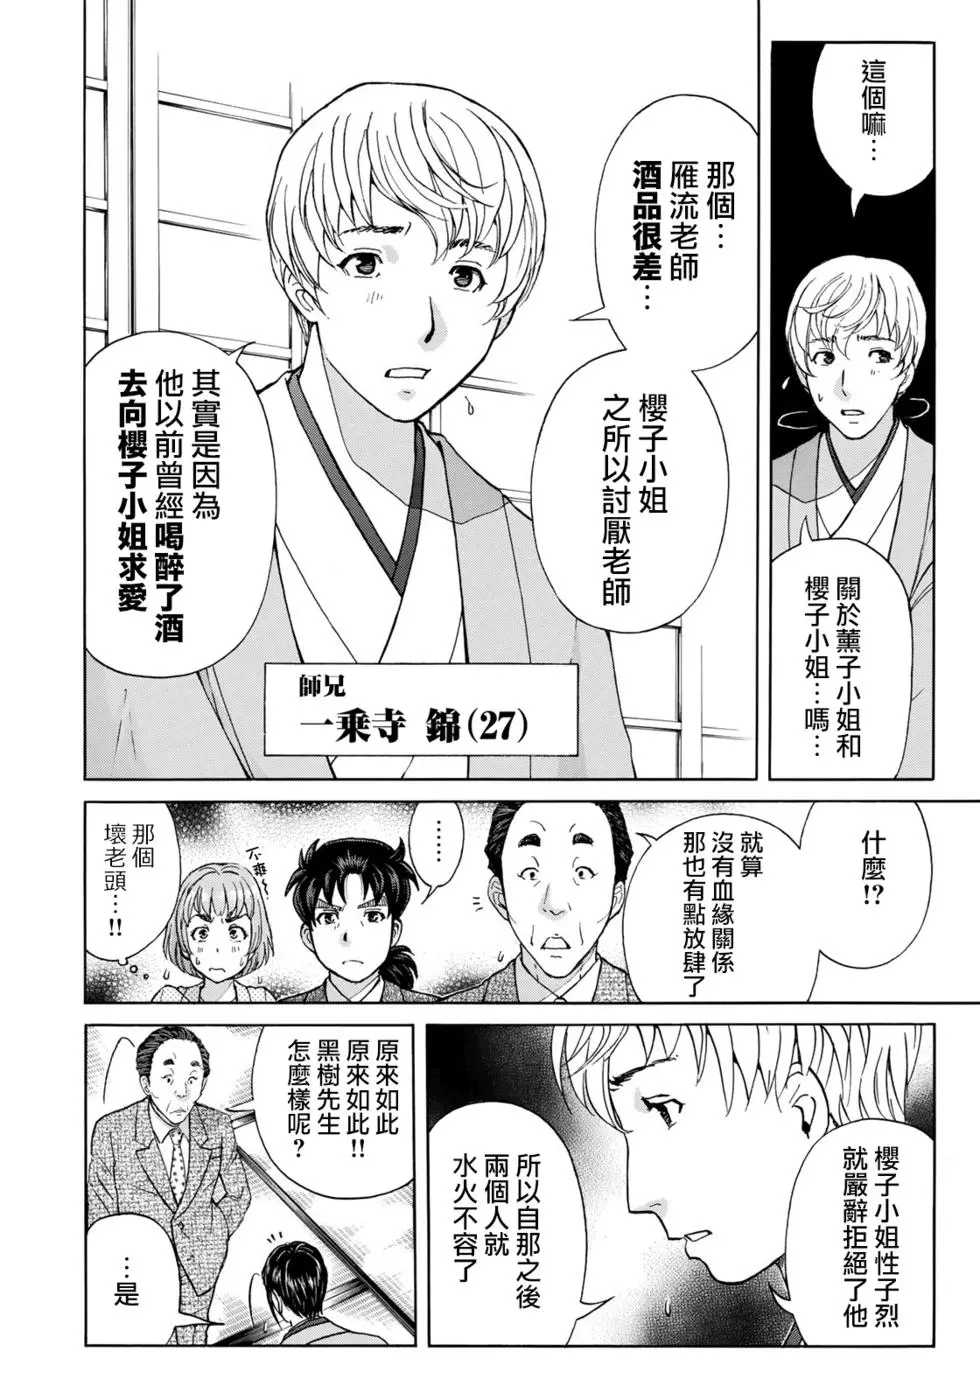 這個嘛…
關於薰子小姐和
櫻子小姐…嗎…
那個…
雁流老師
酒品很差…
櫻子小姐
之所以討厭老師
其實是因為
他以前曾經喝醉了酒
去向櫻子小姐求愛
師兄
一乗寺 錦(27)
什麼!?
就算
沒有血緣關係
那也有點放肆了
……
不乖~
那個
壞老頭…!!
櫻子小姐性子烈
就嚴辭拒絕了他
所以自那之後
兩個人就
水火不容了
原來如此
原來如此!!
黑樹先生
怎麼樣呢?
…是